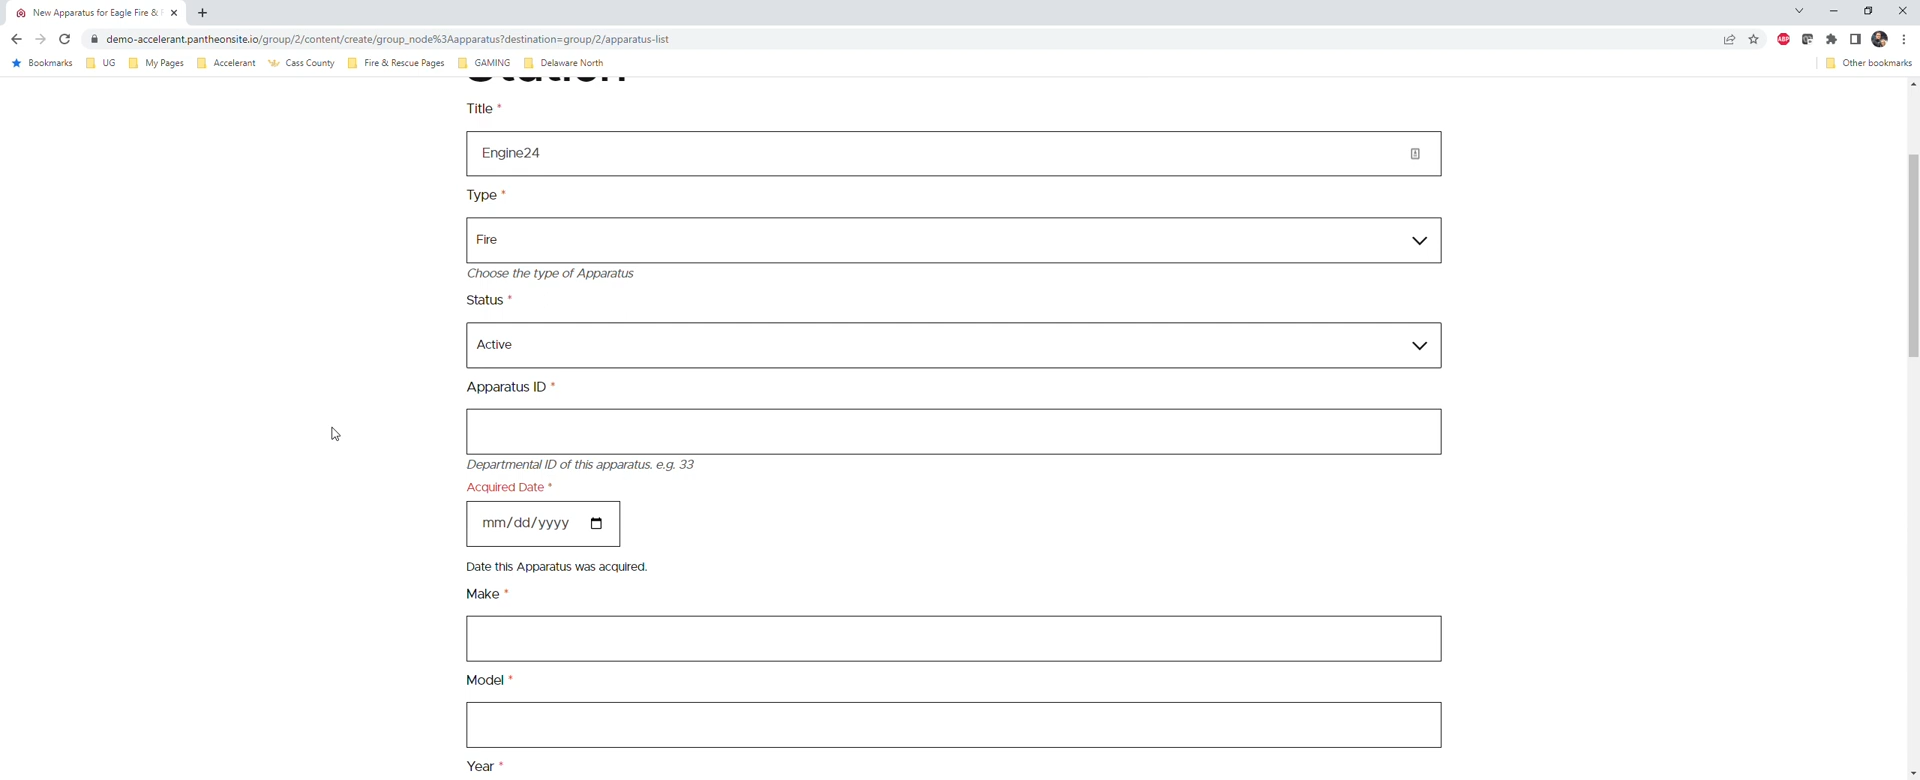 New Apparatus for Eagle Fire &
demo-accelerant.pantheonsite.io/group/2/content/create/group_node%3Aapparatus?destination=group/2/apparatus-list
ABP
Bookmarks UG My Pages Accelerant Cass County Fire & Rescue Pages GAMING Delaware North Other bookmarks
Station
Title *
Engine24
Type *
Fire
Choose the type of Apparatus
Status *
Active
Apparatus ID *
Departmental ID of this apparatus. e.g. 33
Acquired Date *
mm/dd/yyyy
Date this Apparatus was acquired.
Make *
Model *
Year *